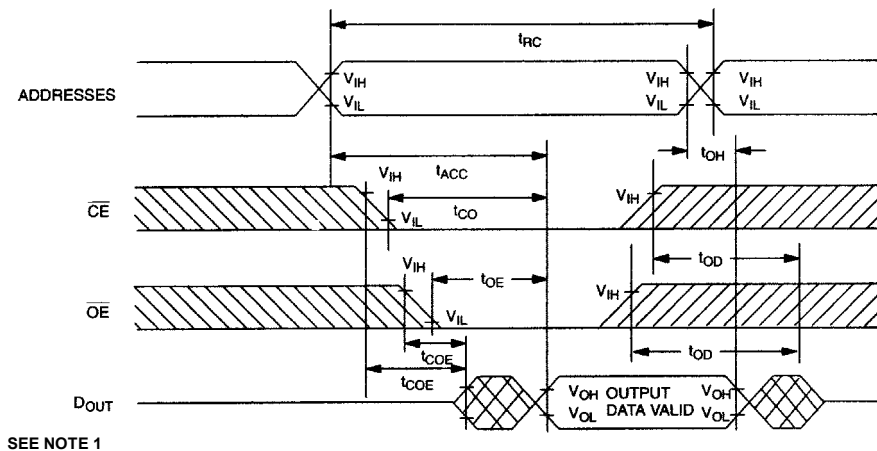 tRC
ADDRESSES
VIH VIH VIH
VIL VIL VIL
tOH
tACC
VIH
CE VIL tCO VIH
tOD
VIH
tOE
OE VIL VIH
tCOE tOD
tCOE
DOUT VOH OUTPUT VOH
VOL DATA VALID VOL
SEE NOTE 1